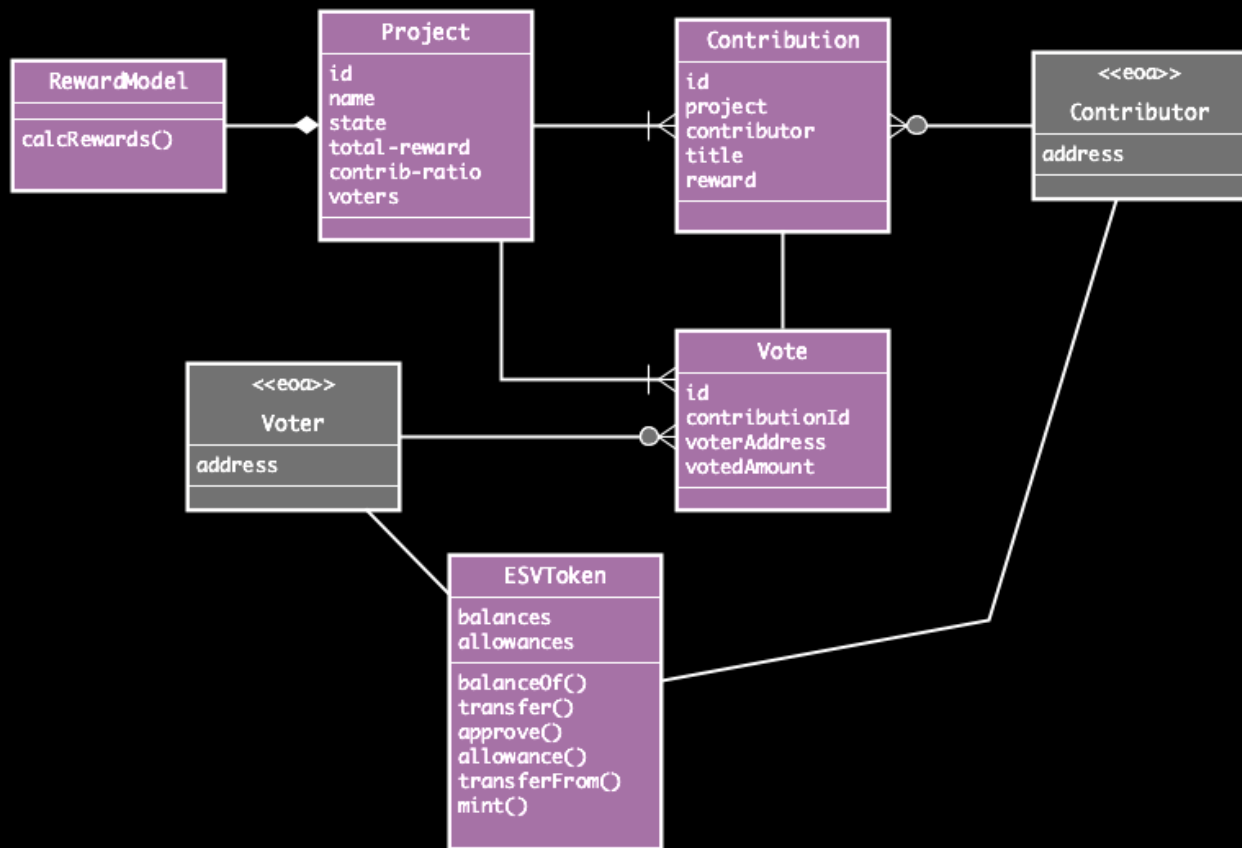 RewardModel
calcRewards()
Project
id
name
state
total-reward
contrib-ratio
voters
Contribution
id
project
contributor
title
reward
<<eoa>>
Contributor
address
<<eoa>>
Voter
address
Vote
id
contributionId
voterAddress
votedAmount
ESVToken
balances
allowances
balanceOf()
transfer()
approve()
allowance()
transferFrom()
mint()